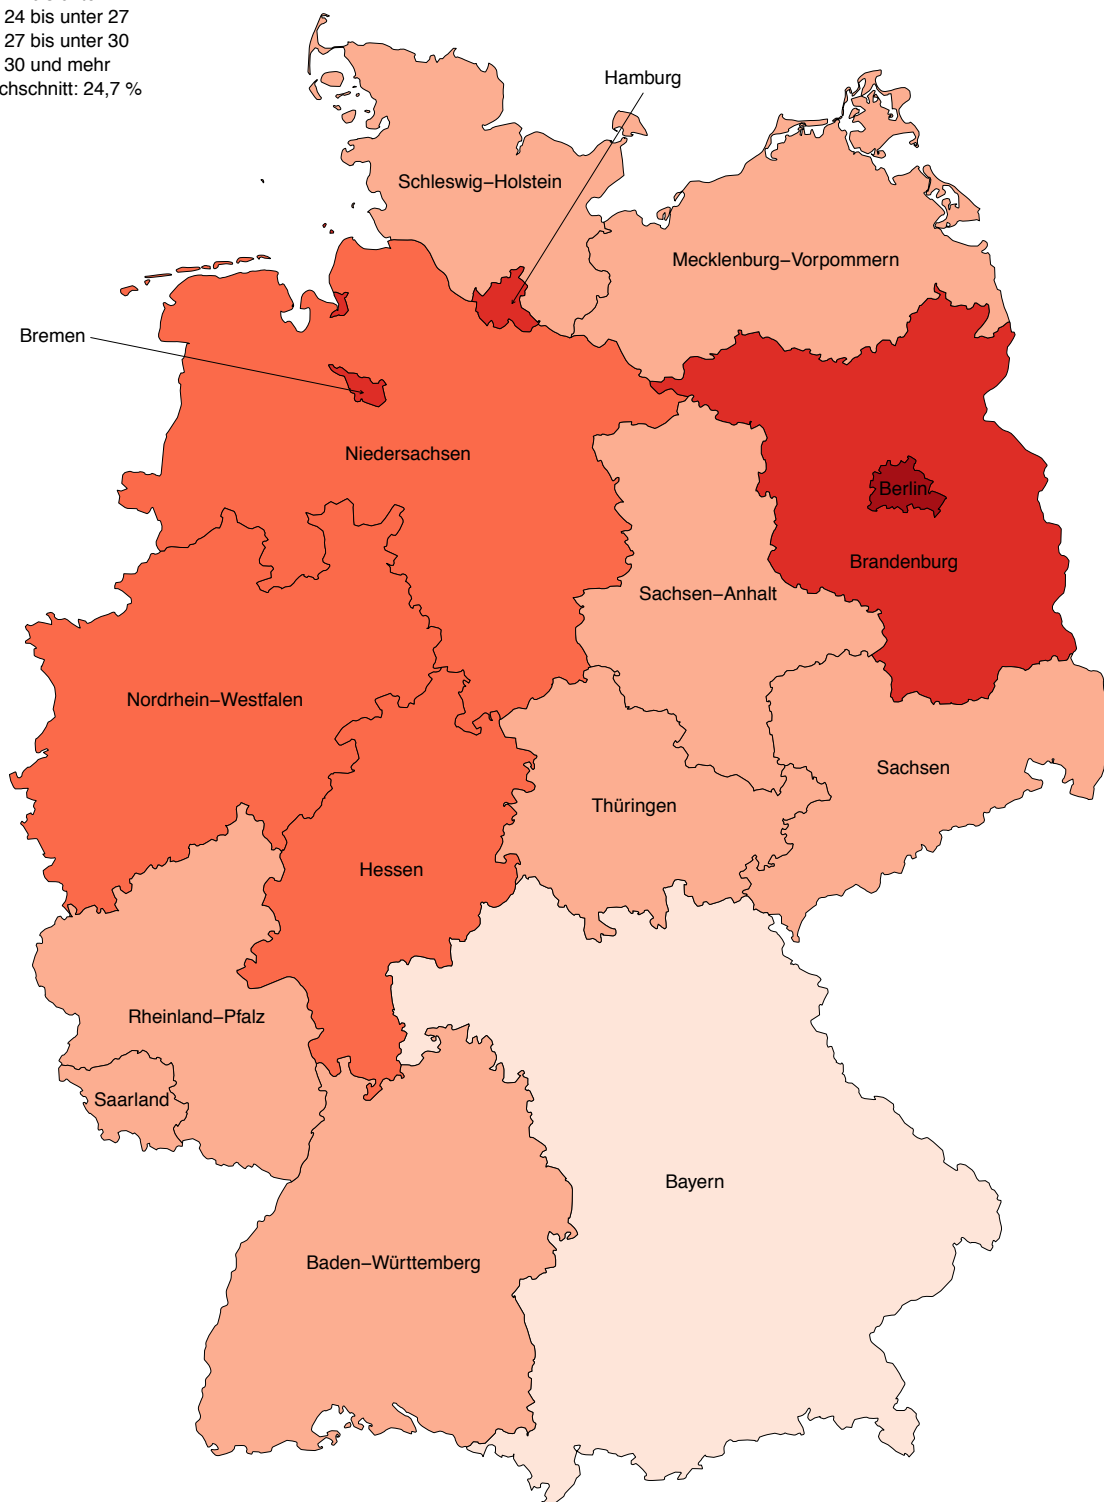 24 bis unter 27
27 bis unter 30
30 und mehr
chschnitt: 24,7 %
Hamburg
Schleswig−Holstein
Mecklenburg−Vorpommern
Bremen
Niedersachsen
Berlin
Brandenburg
Sachsen−Anhalt
Nordrhein−Westfalen
Sachsen
Thüringen
Hessen
Rheinland−Pfalz
Saarland
Bayern
Baden−Württemberg